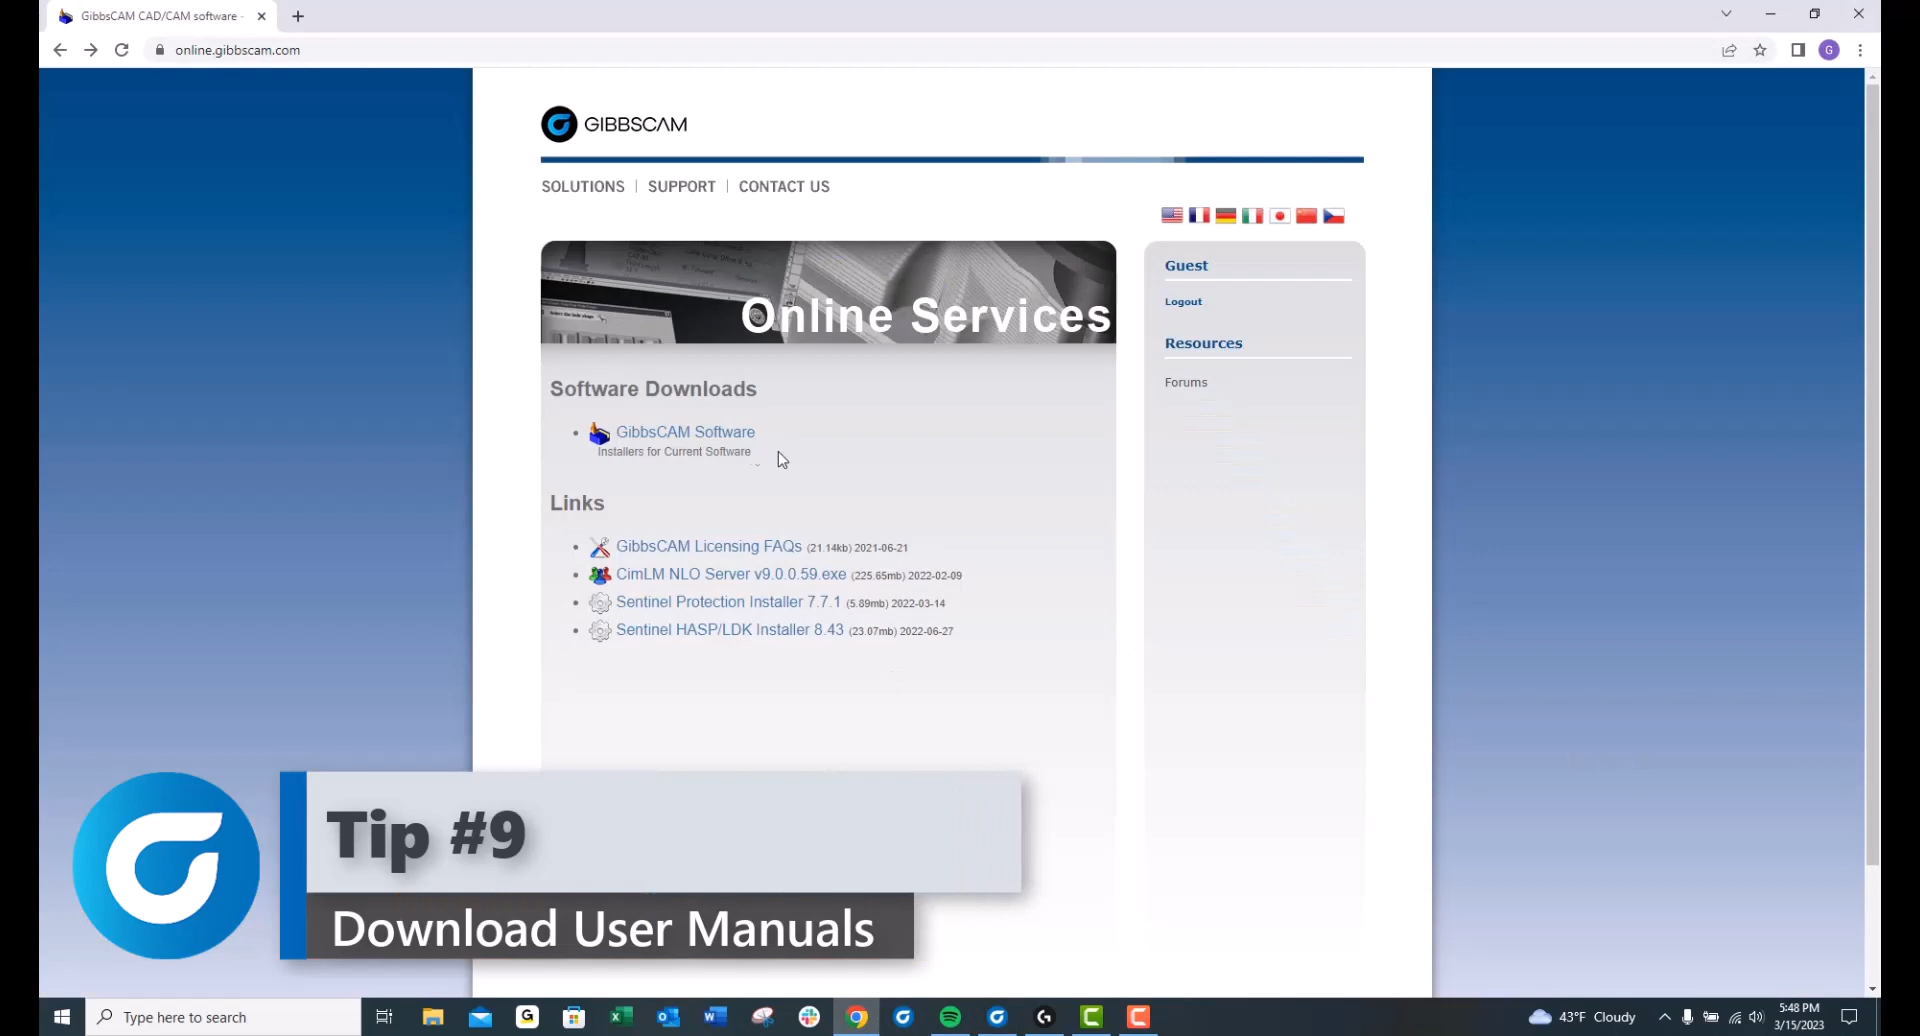 GibbsCAM CAD/CAM software -
online.gibbscam.com
G
GIBBSCAM
SOLUTIONS | SUPPORT | CONTACT US
Online Services
Guest
Logout
Resources
Forums
Software Downloads
GibbsCAM Software
Installers for Current Software
Links
GibbsCAM Licensing FAQs (21.14kb) 2021-06-21
CimLM NLO Server v9.0.0.59.exe (225.65mb) 2022-02-09
Sentinel Protection Installer 7.7.1 (5.89mb) 2022-03-14
Sentinel HASP/LDK Installer 8.43 (23.07mb) 2022-06-27
Tip #9
Download User Manuals
Type here to search
43°F Cloudy
5:48 PM
3/15/2023